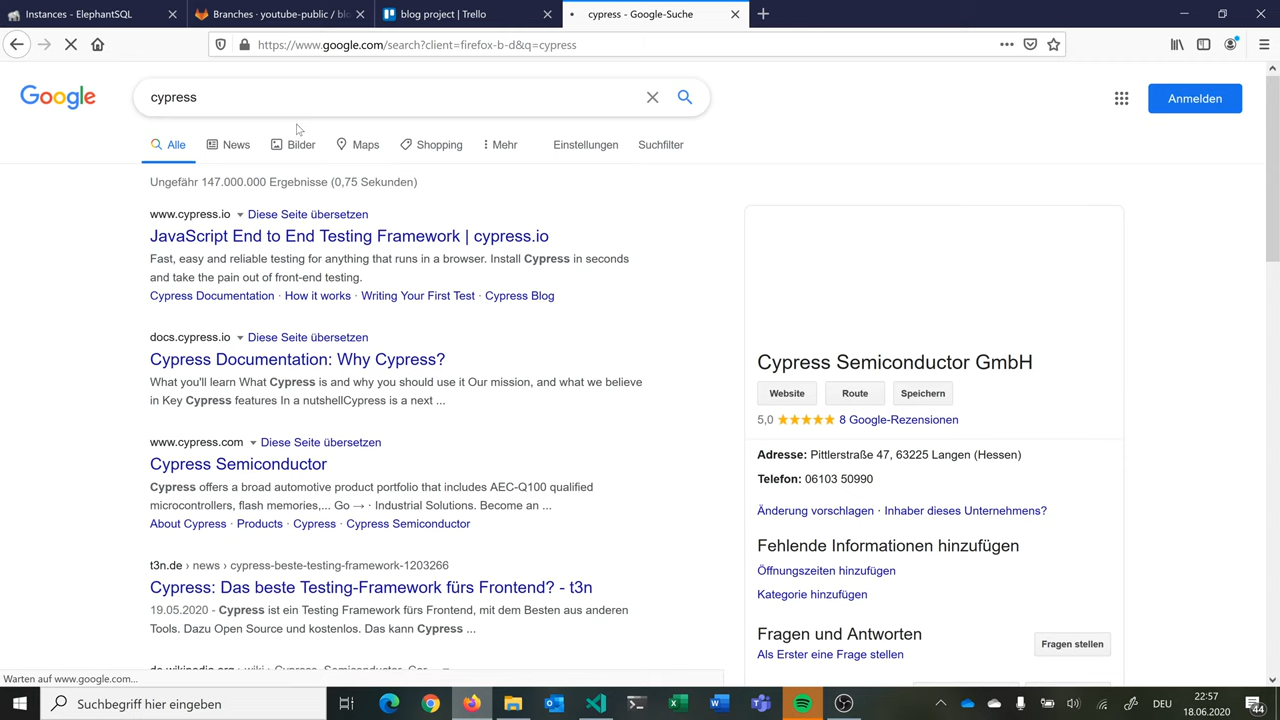 Instances - ElephantSQL
Branches · youtube-public / blo
blog project | Trello
cypress - Google-Suche
https://www.google.com/search?client=firefox-b-d&q=cypress
Google
cypress
Anmelden
Alle
News
Bilder
Maps
Shopping
Mehr
Einstellungen
Suchfilter
Ungefähr 147.000.000 Ergebnisse (0,75 Sekunden)
www.cypress.io
Diese Seite übersetzen
JavaScript End to End Testing Framework | cypress.io
Fast, easy and reliable testing for anything that runs in a browser. Install Cypress in seconds
and take the pain out of front-end testing.
Cypress Documentation · How it works · Writing Your First Test · Cypress Blog
docs.cypress.io
Diese Seite übersetzen
Cypress Documentation: Why Cypress?
What you'll learn What Cypress is and why you should use it Our mission, and what we believe
in Key Cypress features In a nutshellCypress is a next ...
www.cypress.com
Diese Seite übersetzen
Cypress Semiconductor
Cypress offers a broad automotive product portfolio that includes AEC-Q100 qualified
microcontrollers, flash memories,... Go → · Industrial Solutions. Become an ...
About Cypress · Products · Cypress · Cypress Semiconductor
t3n.de › news › cypress-beste-testing-framework-1203266
Cypress: Das beste Testing-Framework fürs Frontend? - t3n
19.05.2020 - Cypress ist ein Testing Framework fürs Frontend, mit dem Besten aus anderen
Tools. Dazu Open Source und kostenlos. Das kann Cypress ...
Cypress Semiconductor GmbH
Website
Route
Speichern
5,0
8 Google-Rezensionen
Adresse: Pittlerstraße 47, 63225 Langen (Hessen)
Telefon: 06103 50990
Änderung vorschlagen · Inhaber dieses Unternehmens?
Fehlende Informationen hinzufügen
Öffnungszeiten hinzufügen
Kategorie hinzufügen
Fragen und Antworten
Als Erster eine Frage stellen
Fragen stellen
Warten auf www.google.com...
Suchbegriff hier eingeben
DEU
22:57
18.06.2020
44